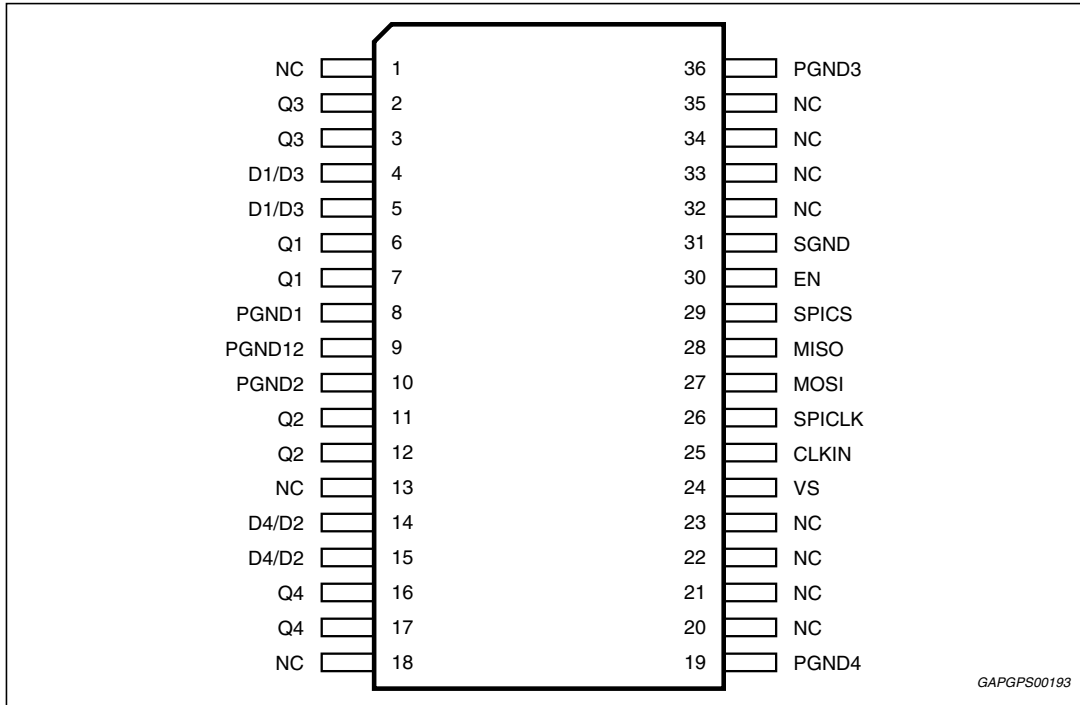 NC 1 36 PGND3
Q3 2 35 NC
Q3 3 34 NC
D1/D3 4 33 NC
D1/D3 5 32 NC
Q1 6 31 SGND
Q1 7 30 EN
PGND1 8 29 SPICS
PGND12 9 28 MISO
PGND2 10 27 MOSI
Q2 11 26 SPICLK
Q2 12 25 CLKIN
NC 13 24 VS
D4/D2 14 23 NC
D4/D2 15 22 NC
Q4 16 21 NC
Q4 17 20 NC
NC 18 19 PGND4
GAPGPS00193